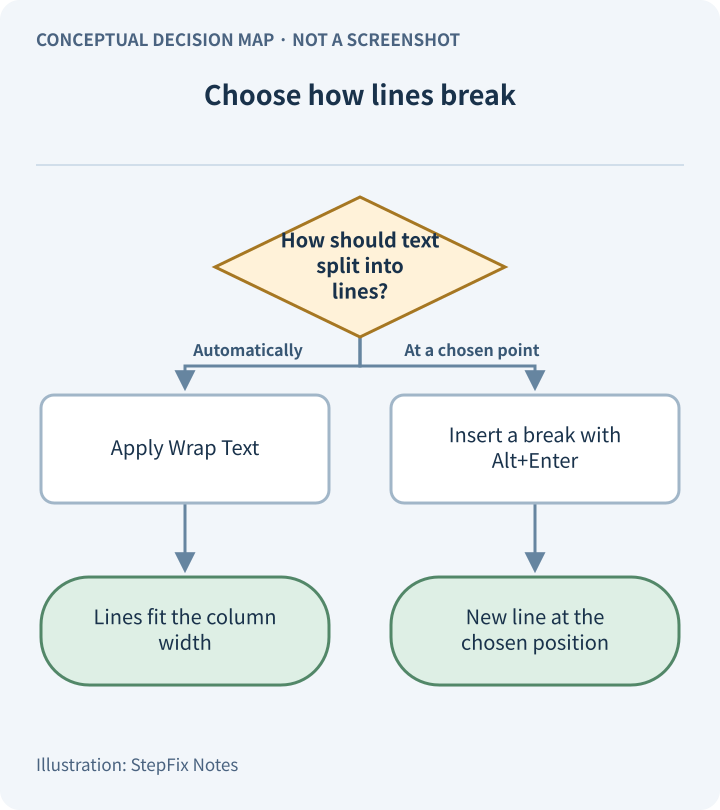 CONCEPTUAL DECISION MAP · NOT A SCREENSHOT
Choose how lines break
How should text
split into
lines?
Automatically
At a chosen point
Apply Wrap Text
Insert a break with
Alt+Enter
Lines fit the column
width
New line at the
chosen position
Illustration: StepFix Notes